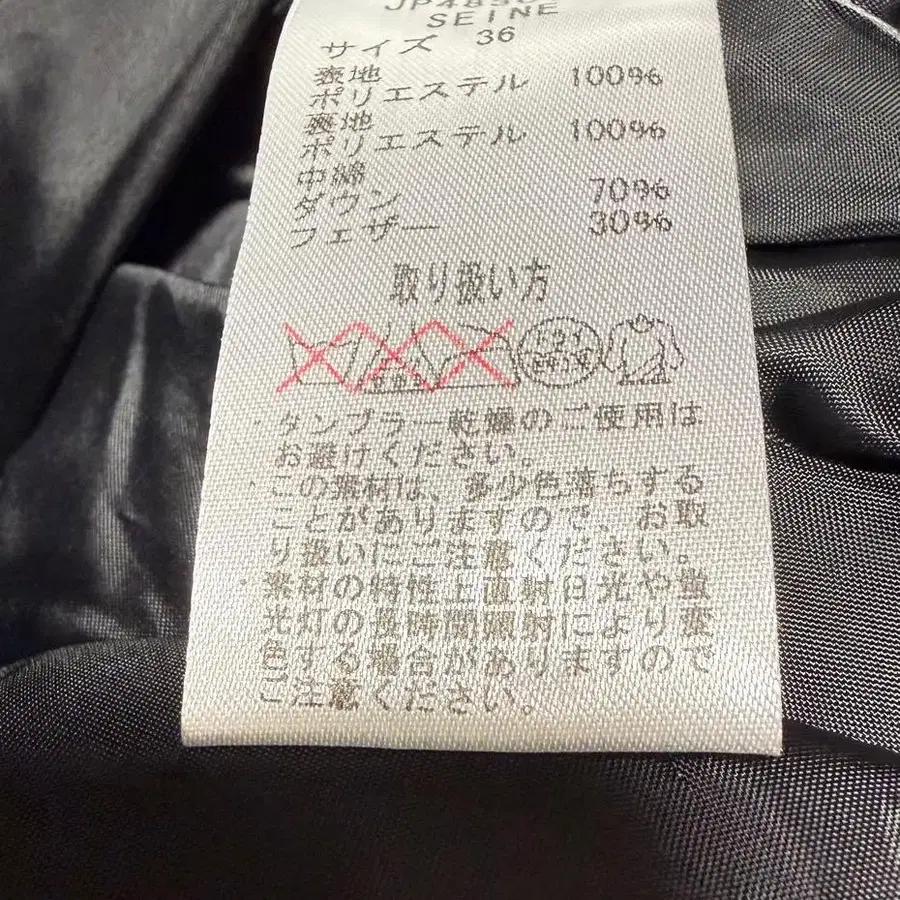 SEINE
サイズ 36
表地
ポリエステル 100%
裏地
ポリエステル 100%
中綿
ダウン 70%
フェザー 30%
取り扱い方
タンブラー乾燥のご使用は
お避けください。
この素材は、多少色落ちする
ことがありますので、お取
り扱いにご注意ください。
素材の特性上直射日光や蛍
光灯の長時間照射により変
色する場合がありますので
ご注意ください。